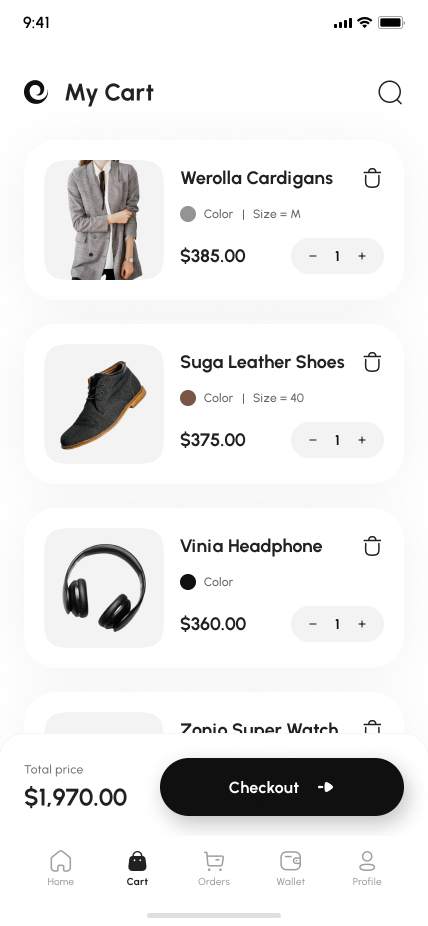 9:41
My Cart
Werolla Cardigans
Color | Size = M
$385.00 − 1 +
Suga Leather Shoes
Color | Size = 40
$375.00 − 1 +
Vinia Headphone
Color
$360.00 − 1 +
Zonio Super Watch
Total price
$1,970.00
Checkout
Home Cart Orders Wallet Profile